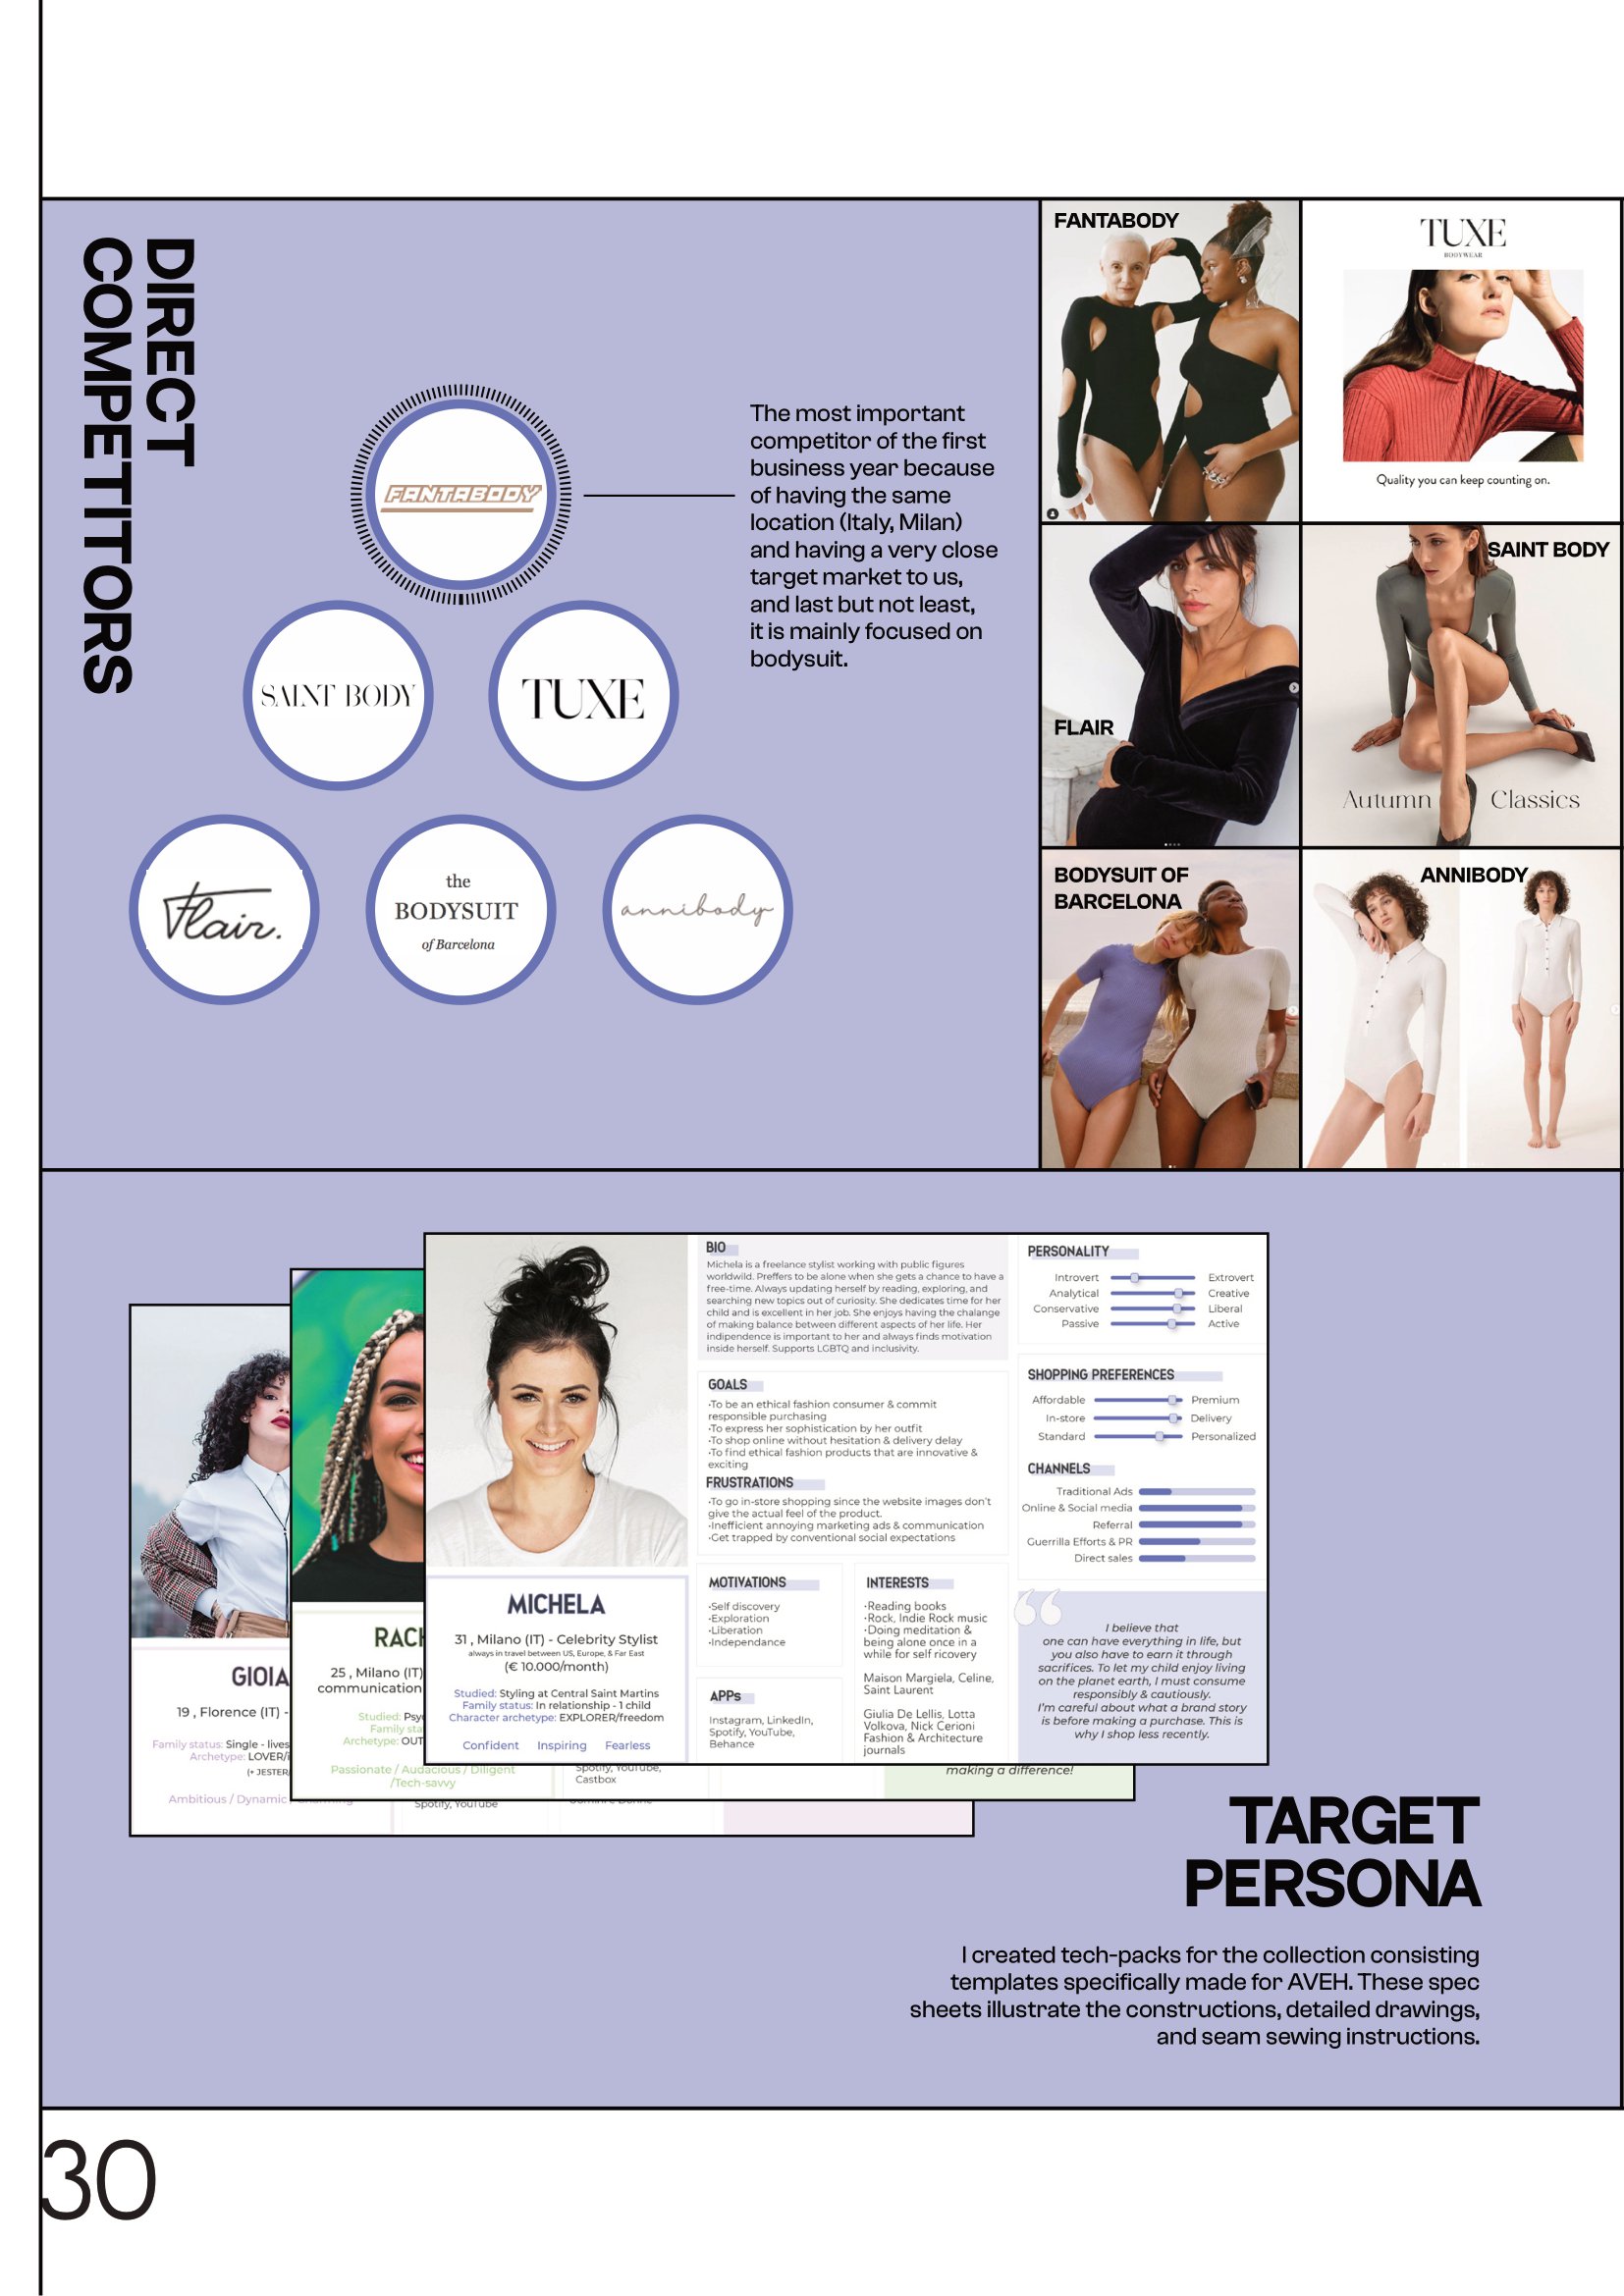 DIRECT
COMPETITORS
FANTABODY
The most important
competitor of the first
business year because
of having the same
location (Italy, Milan)
and having a very close
target market to us,
and last but not least,
it is mainly focused on
bodysuit.
SAINT BODY
TUXE
Flair.
the
BODYSUIT
of Barcelona
annibody
FANTABODY
TUXE
BODYWEAR
Quality you can keep counting on.
FLAIR
SAINT BODY
Autumn Classics
BODYSUIT OF
BARCELONA
ANNIBODY
GIOIA
19 , Florence (IT) -
Family status: Single - lives
Archetype: LOVER/i
(+ JESTER/
Ambitious / Dynamic
Spotify, YouTube
RACH
25 , Milano (IT)
communication
Studied: Psy
Family sta
Archetype: OUT
Passionate / Audacious / Diligent
/Tech-savvy
Spotify, YouTube,
Castbox
making a difference!
MICHELA
31 , Milano (IT) - Celebrity Stylist
always in travel between US, Europe, & Far East
(€ 10.000/month)
Studied: Styling at Central Saint Martins
Family status: In relationship - 1 child
Character archetype: EXPLORER/freedom
Confident Inspiring Fearless
BIO
Michela is a freelance stylist working with public figures
worldwild. Preffers to be alone when she gets a chance to have a
free-time. Always updating herself by reading, exploring, and
searching new topics out of curiosity. She dedicates time for her
child and is excellent in her job. She enjoys having the chalange
of making balance between different aspects of her life. Her
indipendence is important to her and always finds motivation
inside herself. Supports LGBTQ and inclusivity.
GOALS
·To be an ethical fashion consumer & commit
responsible purchasing
·To express her sophistication by her outfit
·To shop online without hesitation & delivery delay
·To find ethical fashion products that are innovative &
exciting
FRUSTRATIONS
·To go in-store shopping since the website images don't
give the actual feel of the product.
·Inefficient annoying marketing ads & communication
·Get trapped by conventional social expectations
MOTIVATIONS
·Self discovery
·Exploration
·Liberation
·Independance
APPs
Instagram, LinkedIn,
Spotify, YouTube,
Behance
INTERESTS
·Reading books
·Rock, Indie Rock music
·Doing meditation &
being alone once in a
while for self ricovery
Maison Margiela, Celine,
Saint Laurent
Giulia De Lellis, Lotta
Volkova, Nick Cerioni
Fashion & Architecture
journals
PERSONALITY
Introvert Extrovert
Analytical Creative
Conservative Liberal
Passive Active
SHOPPING PREFERENCES
Affordable Premium
In-store Delivery
Standard Personalized
CHANNELS
Traditional Ads
Online & Social media
Referral
Guerrilla Efforts & PR
Direct sales
“
I believe that
one can have everything in life, but
you also have to earn it through
sacrifices. To let my child enjoy living
on the planet earth, I must consume
responsibly & cautiously.
I'm careful about what a brand story
is before making a purchase. This is
why I shop less recently.
TARGET
PERSONA
I created tech-packs for the collection consisting
templates specifically made for AVEH. These spec
sheets illustrate the constructions, detailed drawings,
and seam sewing instructions.
30